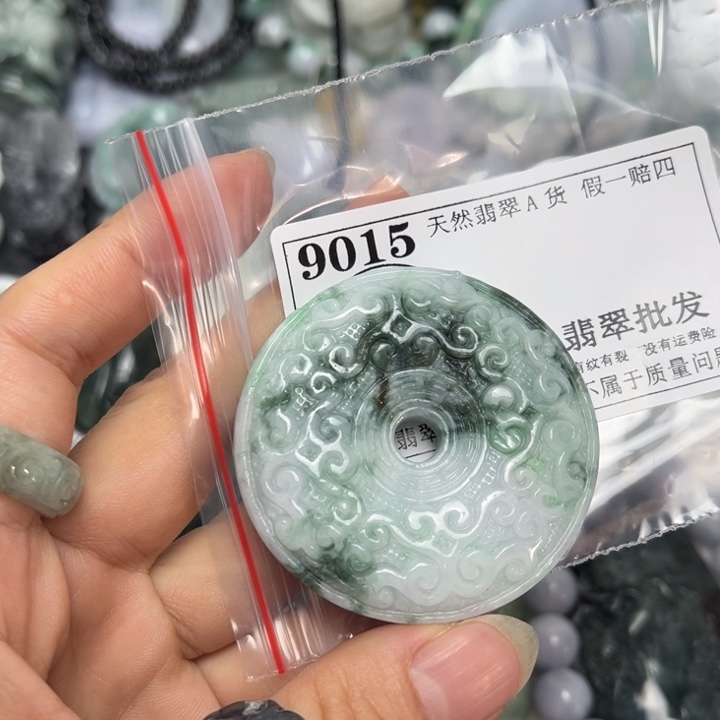 9015 天然翡翠A货 假一赔四
翡翠批发
有纹有裂 没有运费险
不属于质量问题
翡翠